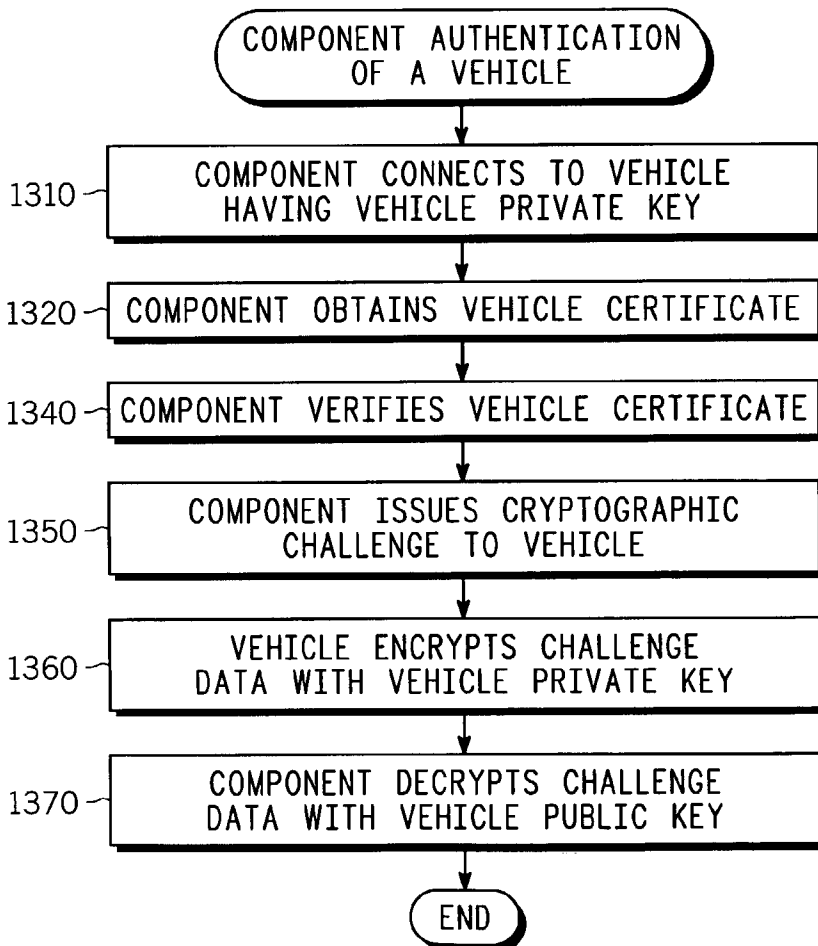 COMPONENT AUTHENTICATION
OF A VEHICLE
1310
COMPONENT CONNECTS TO VEHICLE
HAVING VEHICLE PRIVATE KEY
1320
COMPONENT OBTAINS VEHICLE CERTIFICATE
1340
COMPONENT VERIFIES VEHICLE CERTIFICATE
1350
COMPONENT ISSUES CRYPTOGRAPHIC
CHALLENGE TO VEHICLE
1360
VEHICLE ENCRYPTS CHALLENGE
DATA WITH VEHICLE PRIVATE KEY
1370
COMPONENT DECRYPTS CHALLENGE
DATA WITH VEHICLE PUBLIC KEY
END